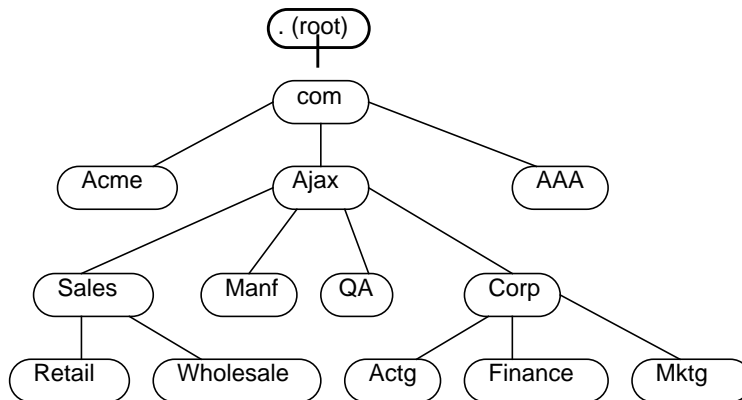 . (root)
com
Acme Ajax AAA
Sales Manf QA Corp
Retail Wholesale Actg Finance Mktg